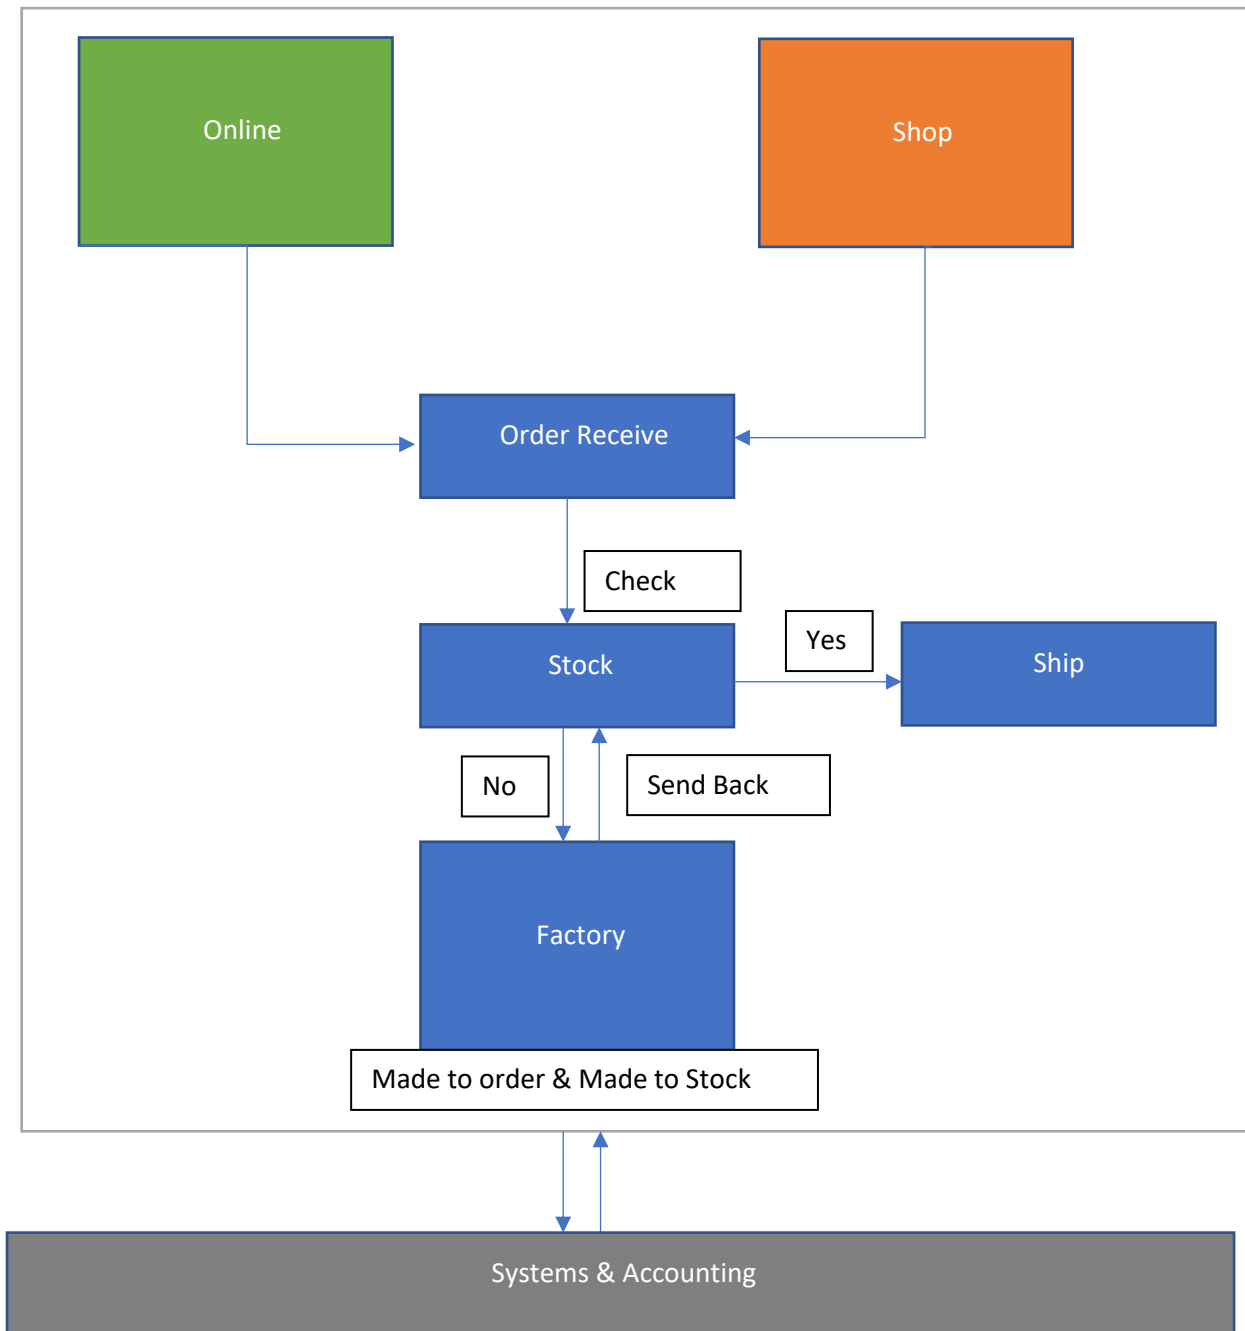 Online
Shop
Order Receive
Check
Yes
Stock
Ship
No
Send Back
Factory
Made to order & Made to Stock
Systems & Accounting